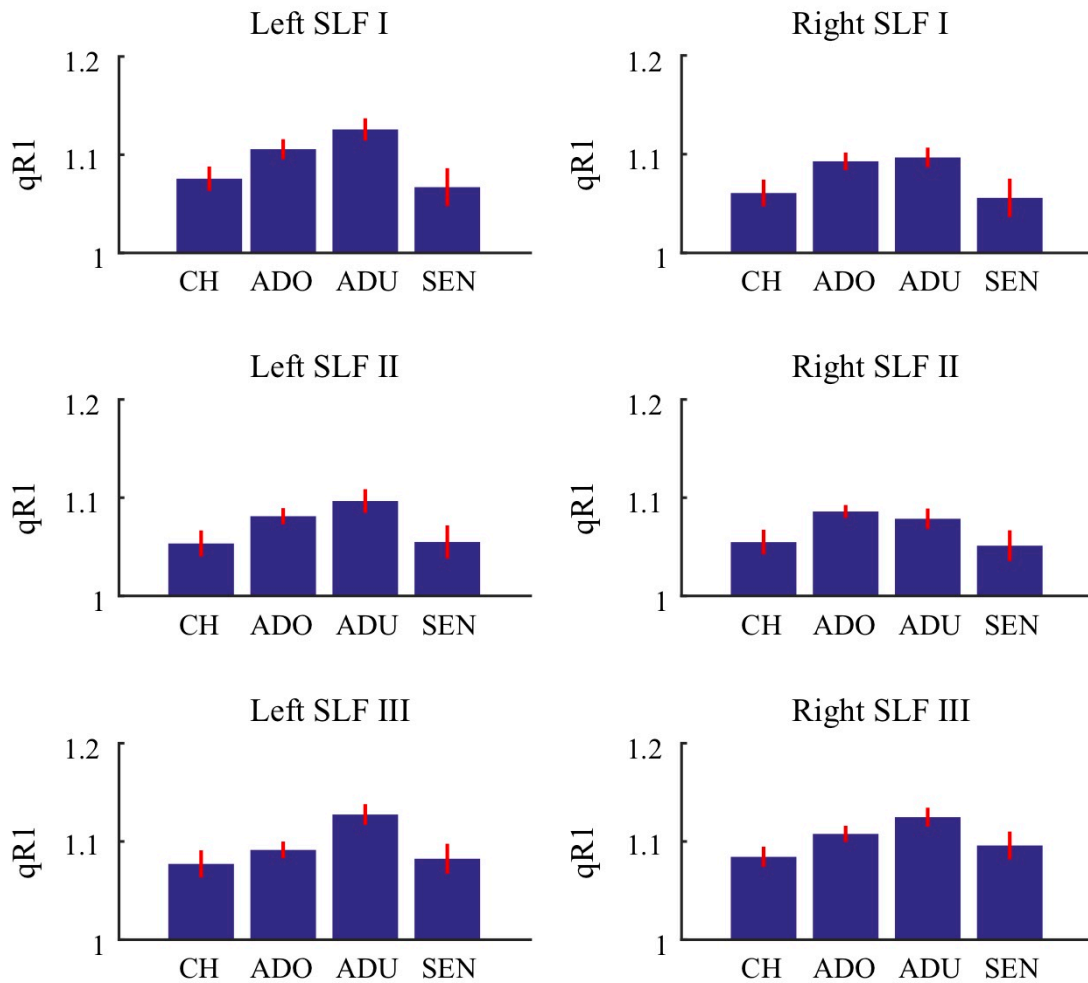 Left SLF I
1.2
1.1
1
qR1
CH ADO ADU SEN
Right SLF I
1.2
1.1
1
qR1
CH ADO ADU SEN
Left SLF II
1.2
1.1
1
qR1
CH ADO ADU SEN
Right SLF II
1.2
1.1
1
qR1
CH ADO ADU SEN
Left SLF III
1.2
1.1
1
qR1
CH ADO ADU SEN
Right SLF III
1.2
1.1
1
qR1
CH ADO ADU SEN